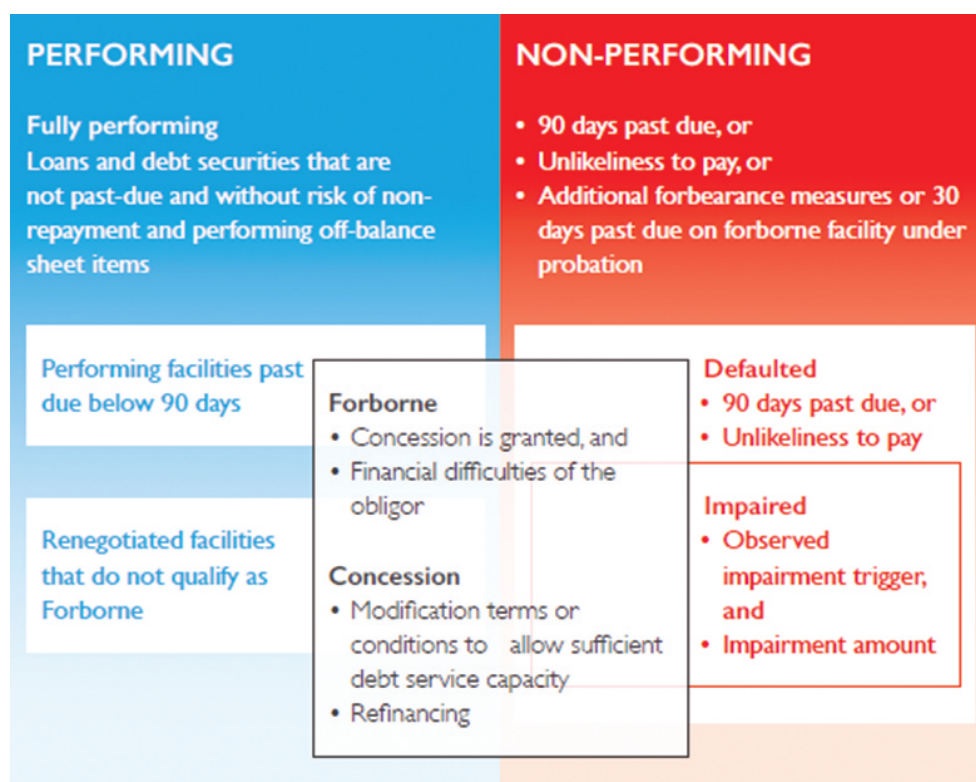 PERFORMING
Fully performing
Loans and debt securities that are
not past-due and without risk of non-
repayment and performing off-balance
sheet items
Performing facilities past
due below 90 days
Renegotiated facilities
that do not qualify as
Forborne
Forborne
• Concession is granted, and
• Financial difficulties of the
obligor
Concession
• Modification terms or
conditions to allow sufficient
debt service capacity
• Refinancing
NON-PERFORMING
• 90 days past due, or
• Unlikeliness to pay, or
• Additional forbearance measures or 30
days past due on forborne facility under
probation
Defaulted
• 90 days past due, or
• Unlikeliness to pay
Impaired
• Observed
impairment trigger,
and
• Impairment amount